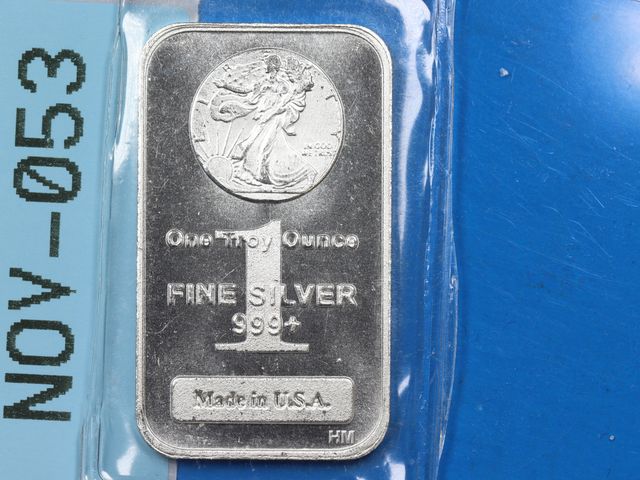 NOV-053
LIBERTY
IN GOD
WE TRUST
One Troy Ounce
1
FINE SILVER
999+
Made in U.S.A.
HM